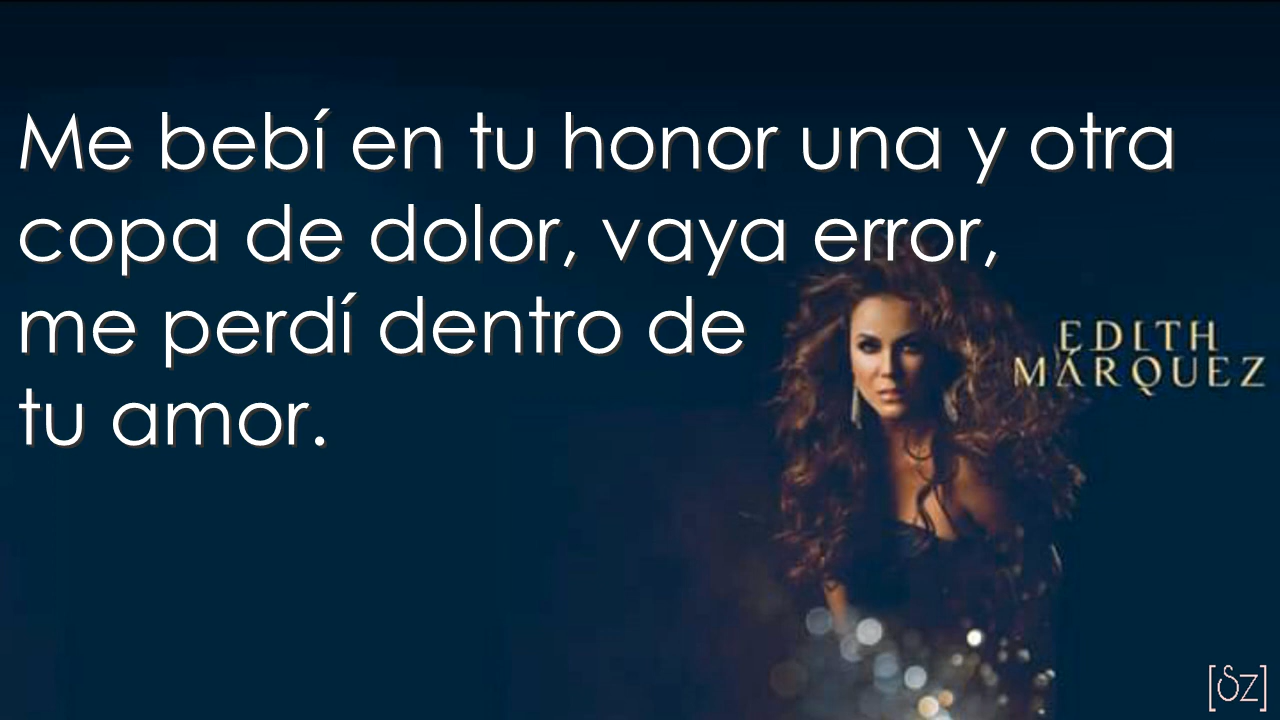 Me bebí en tu honor una y otra
copa de dolor, vaya error,
me perdí dentro de
tu amor.
EDITH
MÁRQUEZ
[SZ]